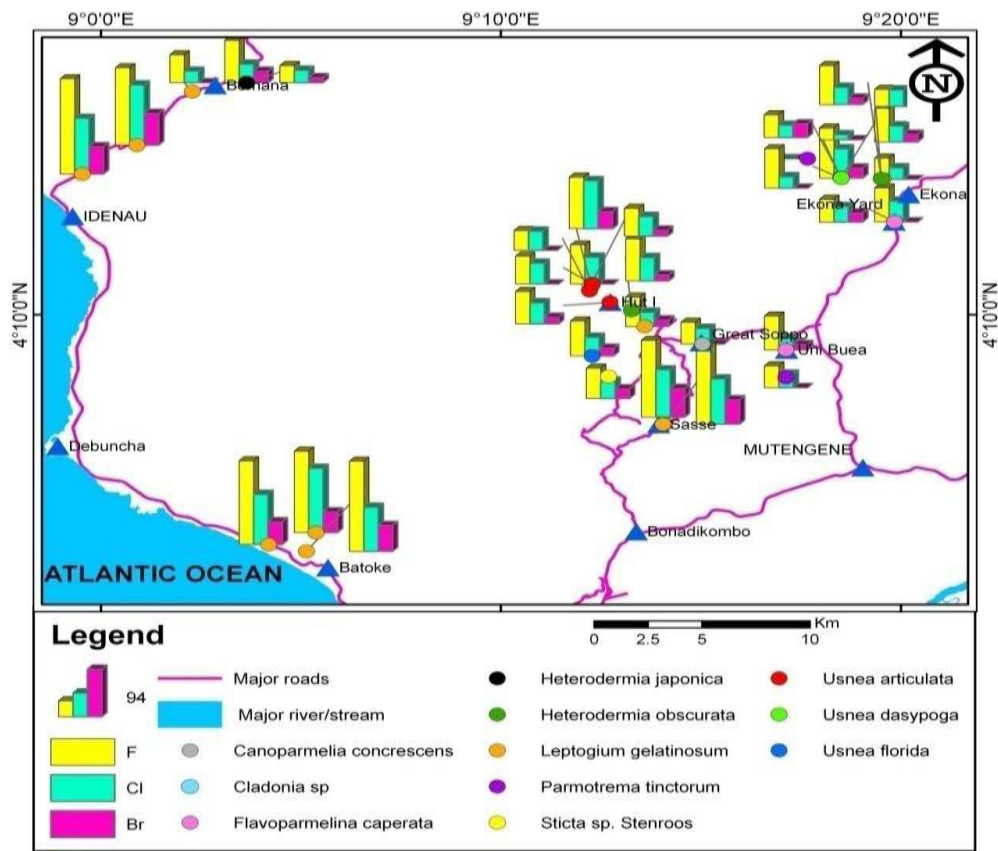 9°0'0"E 9°10'0"E 9°20'0"E
N
Bomana
Ekona
Ekona Yard
IDENAU
4°10'0"N
4°10'0"N
Hut I
Great Soppo
Uni Buea
Sasse
Debuncha
MUTENGENE
Bonadikombo
ATLANTIC OCEAN
Batoke
Legend
Km
0 2.5 5 10
94
Major roads
Heterodermia japonica
Usnea articulata
Major river/stream
Heterodermia obscurata
Usnea dasypoga
F
Canoparmelia concrescens
Leptogium gelatinosum
Usnea florida
Cl
Cladonia sp
Parmotrema tinctorum
Br
Flavoparmelina caperata
Sticta sp. Stenroos